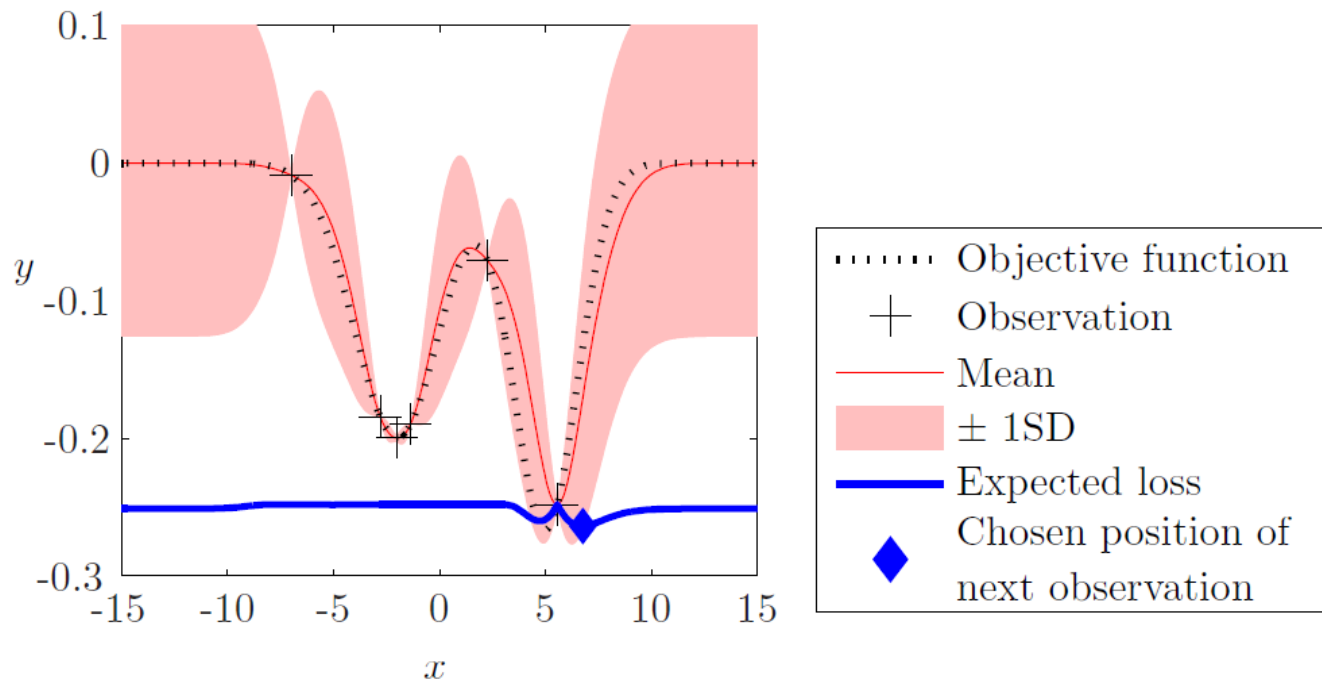 0.1
0
-0.1
-0.2
-0.3
y
-15
-10
-5
0
5
10
15
x
Objective function
Observation
Mean
± 1SD
Expected loss
Chosen position of
next observation